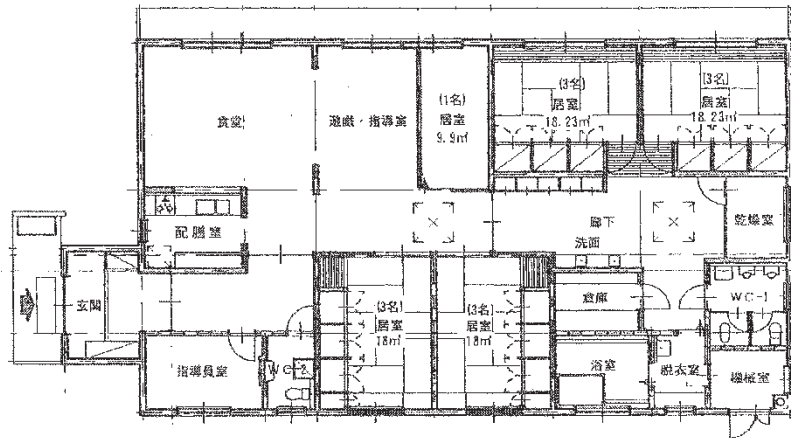 食堂
遊戯・指導室
(1名)
居室
9.9㎡
(3名)
居室
18.23㎡
(3名)
居室
18.23㎡
配膳室
廊下
洗面
乾燥室
玄関
(3名)
居室
18㎡
(3名)
居室
18㎡
倉庫
WC-1
指導員室
WC-2
浴室
脱衣室
機械室